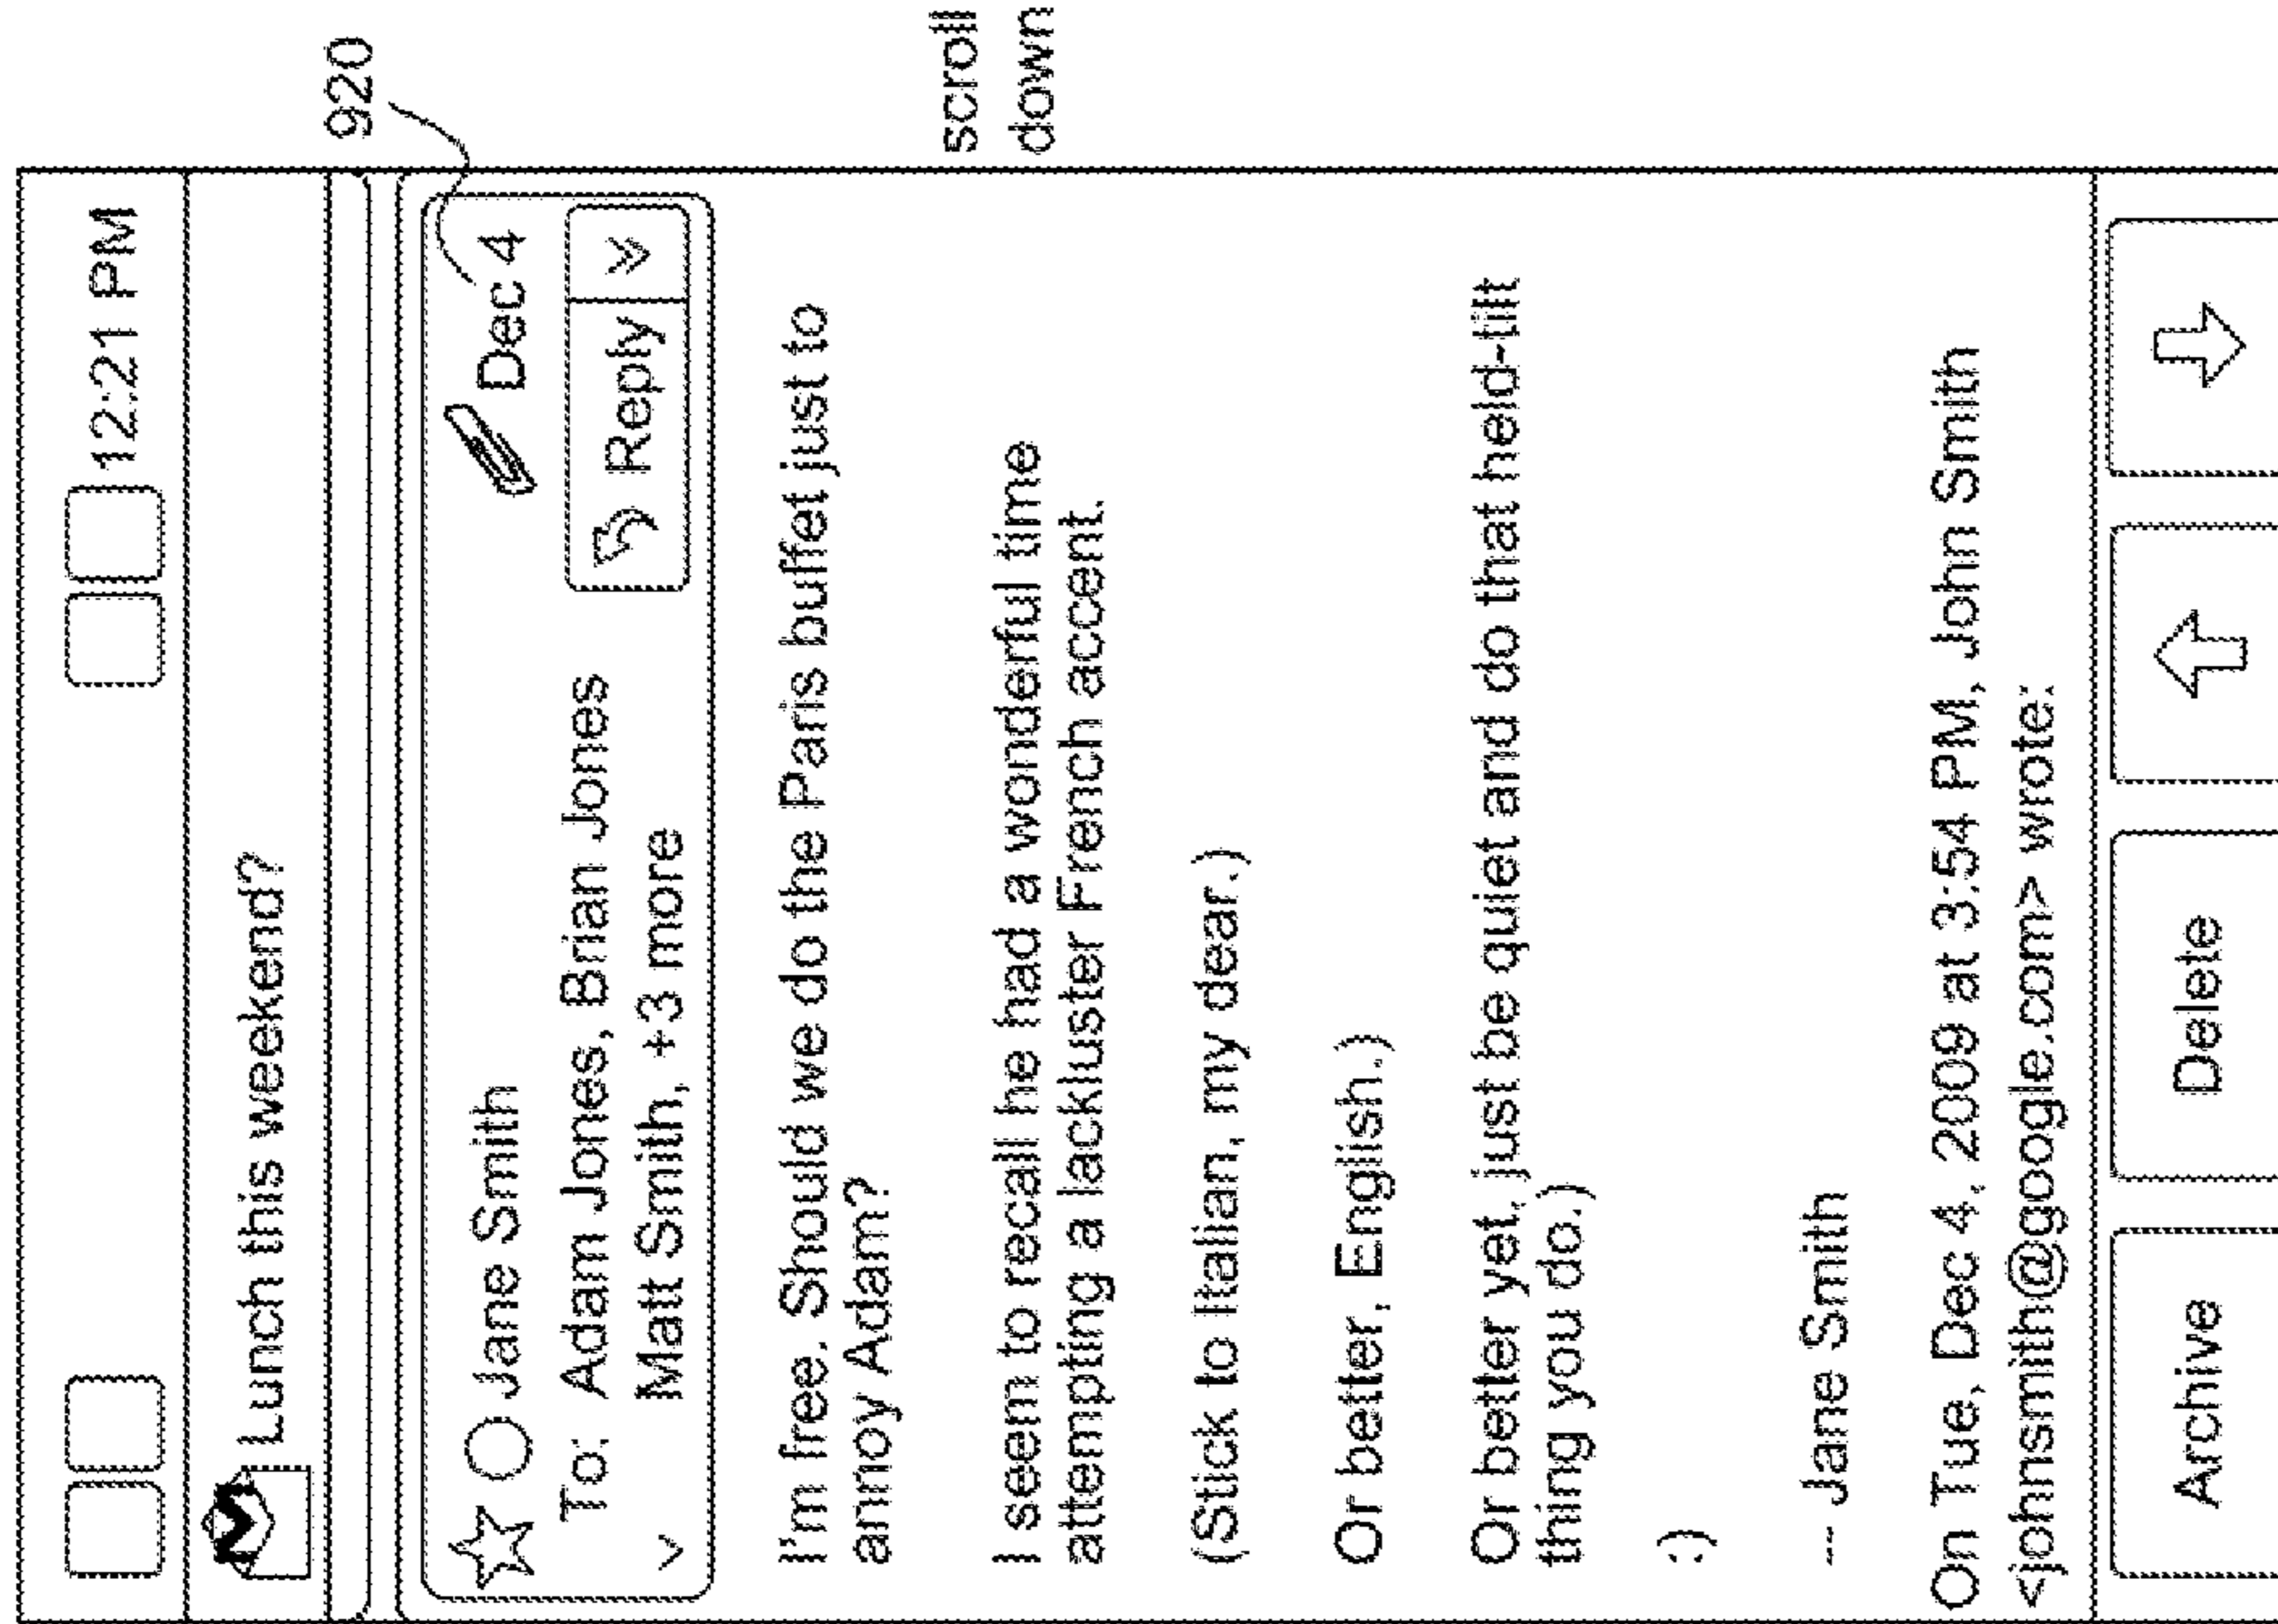 12:21 PM
Lunch this weekend?
920
Jane Smith
Dec 4
To: Adam Jones, Brian Jones
Matt Smith, +3 more
Reply
I'm free. Should we do the Paris buffet just to
annoy Adam?
I seem to recall he had a wonderful time
attempting a lackluster French accent.
(Stick to Italian, my dear.)
Or better, English.)
Or better yet, just be quiet and do that held-tilt
thing you do.)
:)
--- Jane Smith
On Tue, Dec 4, 2009 at 3:54 PM, John Smith
<johnsmith@google.com> wrote:
Archive
Delete
scroll
down